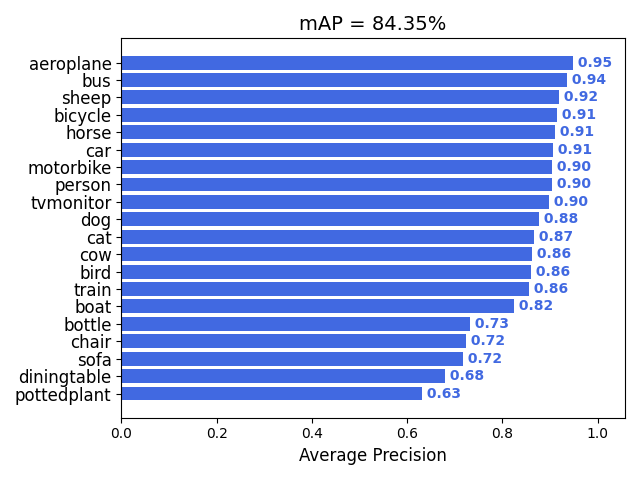 mAP = 84.35%
aeroplane 0.95
bus 0.94
sheep 0.92
bicycle 0.91
horse 0.91
car 0.91
motorbike 0.90
person 0.90
tvmonitor 0.90
dog 0.88
cat 0.87
cow 0.86
bird 0.86
train 0.86
boat 0.82
bottle 0.73
chair 0.72
sofa 0.72
diningtable 0.68
pottedplant 0.63
0.0 0.2 0.4 0.6 0.8 1.0
Average Precision